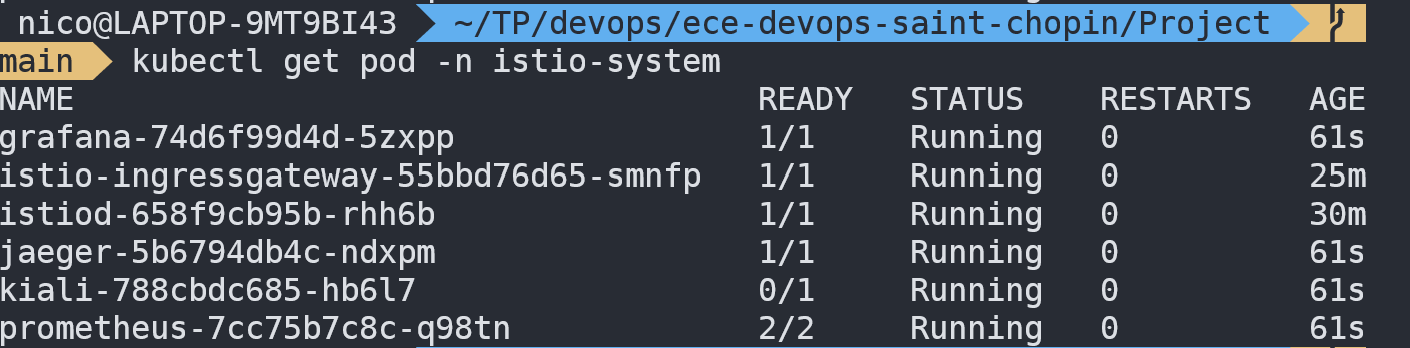 nico@LAPTOP-9MT9BI43 ~/TP/devops/ece-devops-saint-chopin/Project
main kubectl get pod -n istio-system
NAME READY STATUS RESTARTS AGE
grafana-74d6f99d4d-5zxpp 1/1 Running 0 61s
istio-ingressgateway-55bbd76d65-smnfp 1/1 Running 0 25m
istiod-658f9cb95b-rhh6b 1/1 Running 0 30m
jaeger-5b6794db4c-ndxpm 1/1 Running 0 61s
kiali-788cbdc685-hb6l7 0/1 Running 0 61s
prometheus-7cc75b7c8c-q98tn 2/2 Running 0 61s